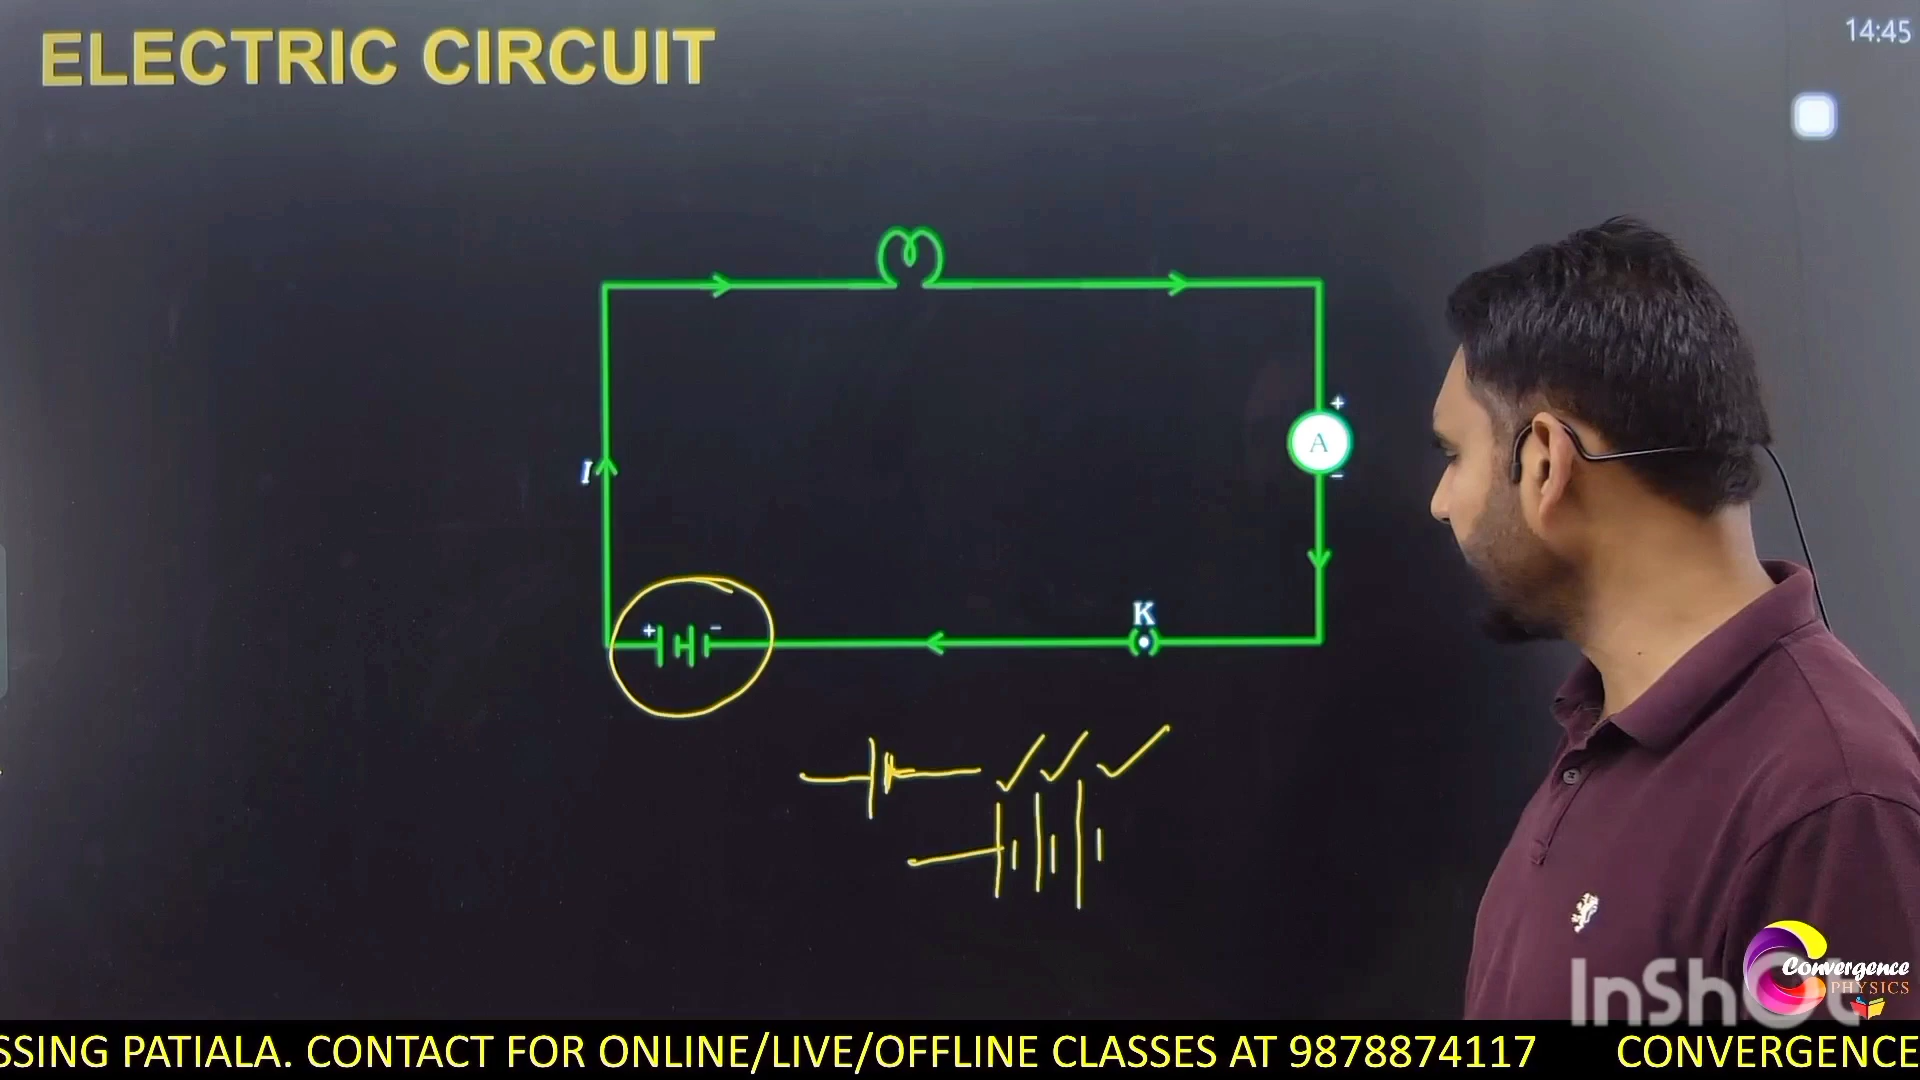 ELECTRIC CIRCUIT
14:45
+
A
I
−
K
+ −
InShot
Convergence
PHYSICS
SSING PATIALA. CONTACT FOR ONLINE/LIVE/OFFLINE CLASSES AT 9878874117 CONVERGENCE